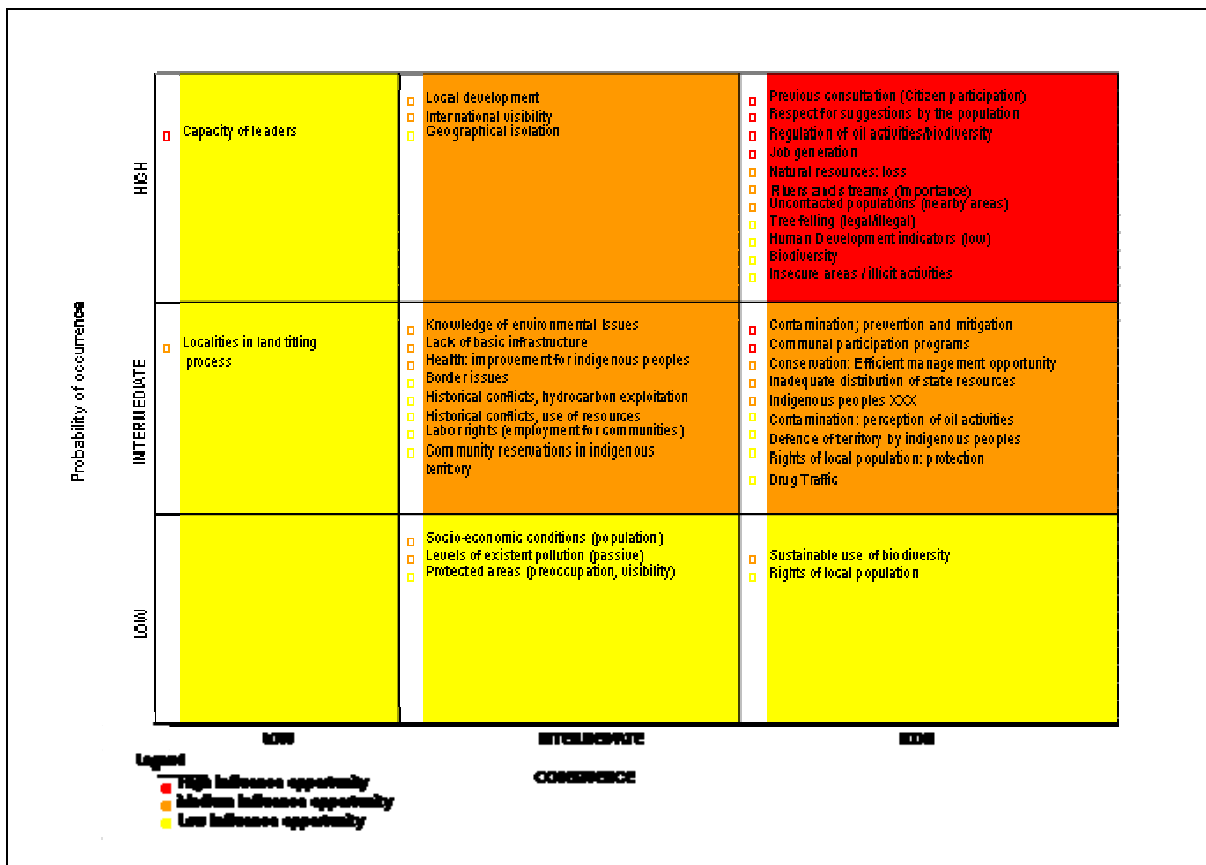 HIGH
Capacity of leaders
Local development
International visibility
Geographical isolation
Previous consultation (Citizen participation)
Respect for suggestions by the population
Regulation of oil activities/biodiversity
Job generation
Natural resources: loss
Rivers and streams (importance)
Uncontacted populations (nearby areas)
Tree felling (legal/illegal)
Human Development indicators (low)
Biodiversity
Insecure areas / illicit activities
Probability of occurrence
INTERMEDIATE
Localities in land titling
process
Knowledge of environmental issues
Lack of basic infrastructure
Health: improvement for indigenous peoples
Border issues
Historical conflicts, hydrocarbon exploitation
Historical conflicts, use of resources
Labor rights (employment for communities)
Community reservations in indigenous
territory
Contamination; prevention and mitigation
Communal participation programs
Conservation: Efficient management opportunity
Inadequate distribution of state resources
Indigenous peoples XXX
Contamination: perception of oil activities
Defence of territory by indigenous peoples
Rights of local population: protection
Drug Traffic
LOW
Socio-economic conditions (population)
Levels of existent pollution (passive)
Protected areas (preoccupation, visibility)
Sustainable use of biodiversity
Rights of local population
LOW
INTERMEDIATE
HIGH
Legend
High influence opportunity
Medium influence opportunity
Low influence opportunity